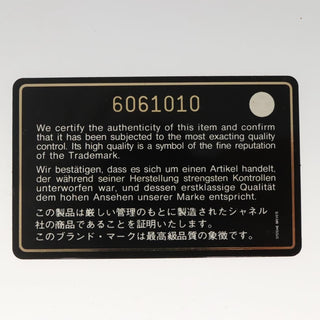 6061010
We certify the authenticity of this item and confirm
that it has been subjected to the most exacting quality
control. Its high quality is a symbol of the fine reputation
of the Trademark.
Wir bestätigen, dass es sich um einen Artikel handelt,
der während seiner Herstellung strengsten Kontrollen
unterworfen war, und dessen erstklassige Qualität
dem hohen Ansehen unserer Marke entspricht.
この製品は厳しい管理のもとに製造されたシャネル
社の商品であることを証明いたします。
このブランド・マークは最高級品質の象徴です。